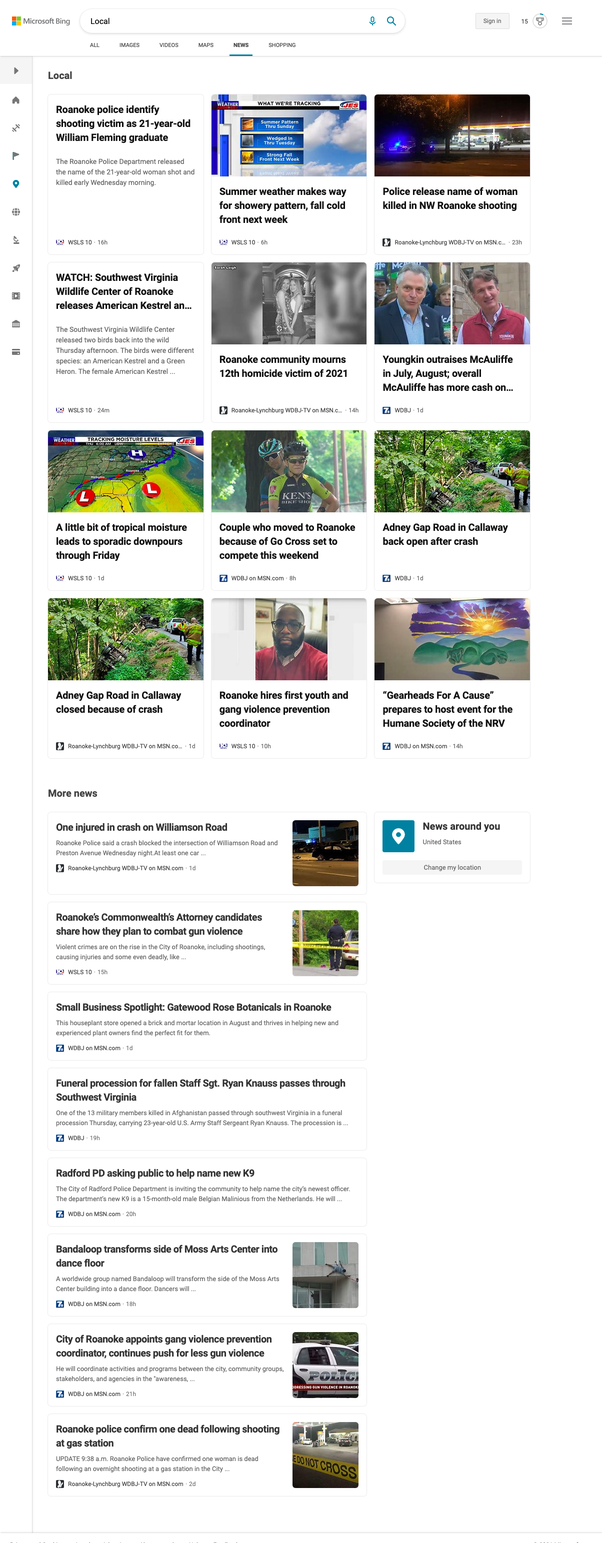 Microsoft Bing
Local
Sign in
15
ALL
IMAGES
VIDEOS
MAPS
NEWS
SHOPPING
Local
Roanoke police identify
shooting victim as 21-year-old
William Fleming graduate
The Roanoke Police Department released
the name of the 21-year-old woman shot and
killed early Wednesday morning.
WSLS 10 · 16h
WEATHER
WHAT WE'RE TRACKING
Summer Pattern
Thru Sunday
Wedged In
Thru Tuesday
Strong Fall
Front Next Week
Summer weather makes way
for showery pattern, fall cold
front next week
WSLS 10 · 6h
Police release name of woman
killed in NW Roanoke shooting
Roanoke-Lynchburg WDBJ-TV on MSN.c... · 23h
WATCH: Southwest Virginia
Wildlife Center of Roanoke
releases American Kestrel an...
The Southwest Virginia Wildlife Center
released two birds back into the wild
Thursday afternoon. The birds were different
species: an American Kestrel and a Green
Heron. The female American Kestrel ...
WSLS 10 · 24m
Roanoke community mourns
12th homicide victim of 2021
Roanoke-Lynchburg WDBJ-TV on MSN.c... · 14h
Youngkin outraises McAuliffe
in July, August; overall
McAuliffe has more cash on...
WDBJ · 1d
WEATHER
TRACKING MOISTURE LEVELS
H
L
L
A little bit of tropical moisture
leads to sporadic downpours
through Friday
WSLS 10 · 1d
KEN'S
Couple who moved to Roanoke
because of Go Cross set to
compete this weekend
WDBJ on MSN.com · 8h
Adney Gap Road in Callaway
back open after crash
WDBJ · 1d
Adney Gap Road in Callaway
closed because of crash
Roanoke-Lynchburg WDBJ-TV on MSN.co... · 1d
Roanoke hires first youth and
gang violence prevention
coordinator
WSLS 10 · 10h
“Gearheads For A Cause”
prepares to host event for the
Humane Society of the NRV
WDBJ on MSN.com · 14h
More news
One injured in crash on Williamson Road
Roanoke Police said a crash blocked the intersection of Williamson Road and
Preston Avenue Wednesday night.At least one car ...
Roanoke-Lynchburg WDBJ-TV on MSN.com · 1d
News around you
United States
Change my location
Roanoke’s Commonwealth’s Attorney candidates
share how they plan to combat gun violence
Violent crimes are on the rise in the City of Roanoke, including shootings,
causing injuries and some even deadly, like ...
WSLS 10 · 15h
Small Business Spotlight: Gatewood Rose Botanicals in Roanoke
This houseplant store opened a brick and mortar location in August and thrives in helping new and
experienced plant owners find the perfect fit for them.
WDBJ on MSN.com · 1d
Funeral procession for fallen Staff Sgt. Ryan Knauss passes through
Southwest Virginia
One of the 13 military members killed in Afghanistan passed through southwest Virginia in a funeral
procession Thursday, carrying 23-year-old U.S. Army Staff Sergeant Ryan Knauss. The procession is ...
WDBJ · 19h
Radford PD asking public to help name new K9
The City of Radford Police Department is inviting the community to help name the city’s newest officer.
The department’s new K9 is a 15-month-old male Belgian Malinious from the Netherlands. He will ...
WDBJ on MSN.com · 20h
Bandaloop transforms side of Moss Arts Center into
dance floor
A worldwide group named Bandaloop will transform the side of the Moss Arts
Center building into a dance floor. Dancers will ...
WDBJ on MSN.com · 18h
City of Roanoke appoints gang violence prevention
coordinator, continues push for less gun violence
He will coordinate activities and programs between the city, community groups,
stakeholders, and agencies in the “awareness, ...
WDBJ on MSN.com · 21h
POLICE
Roanoke police confirm one dead following shooting
at gas station
UPDATE 9:38 a.m. Roanoke Police have confirmed one woman is dead
following an overnight shooting at a gas station in the City ...
Roanoke-Lynchburg WDBJ-TV on MSN.com · 2d
DO NOT CROSS